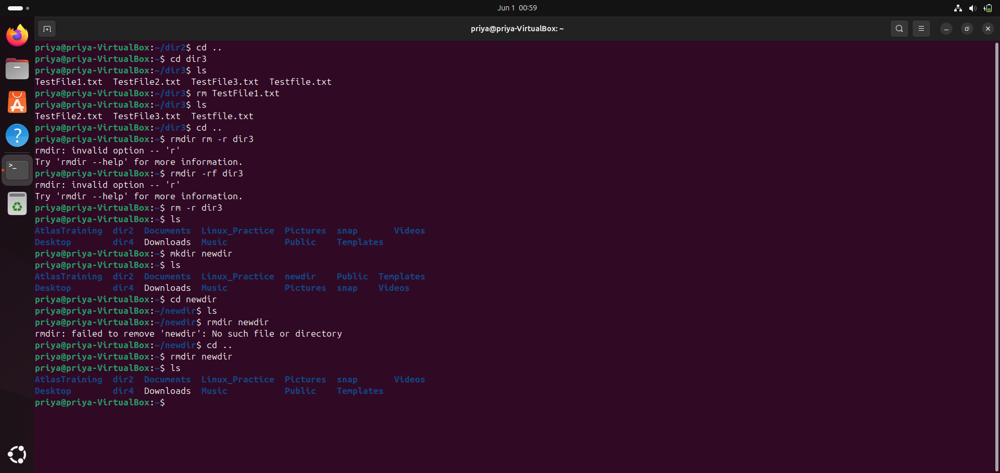 Jun 1  00:59
priya@priya-VirtualBox: ~
priya@priya-VirtualBox:~/dir2$ cd ..
priya@priya-VirtualBox:~$ cd dir3
priya@priya-VirtualBox:~/dir3$ ls
TestFile1.txt  TestFile2.txt  TestFile3.txt  Testfile.txt
priya@priya-VirtualBox:~/dir3$ rm TestFile1.txt
priya@priya-VirtualBox:~/dir3$ ls
TestFile2.txt  TestFile3.txt  Testfile.txt
priya@priya-VirtualBox:~/dir3$ cd ..
priya@priya-VirtualBox:~$ rmdir rm -r dir3
rmdir: invalid option -- 'r'
Try 'rmdir --help' for more information.
priya@priya-VirtualBox:~$ rmdir -rf dir3
rmdir: invalid option -- 'r'
Try 'rmdir --help' for more information.
priya@priya-VirtualBox:~$ rm -r dir3
priya@priya-VirtualBox:~$ ls
AtlasTraining  dir2  Documents  Linux_Practice  Pictures  snap       Videos
Desktop        dir4  Downloads  Music           Public    Templates
priya@priya-VirtualBox:~$ mkdir newdir
priya@priya-VirtualBox:~$ ls
AtlasTraining  dir2  Documents  Linux_Practice  newdir    Public  Templates
Desktop        dir4  Downloads  Music           Pictures  snap    Videos
priya@priya-VirtualBox:~$ cd newdir
priya@priya-VirtualBox:~/newdir$ ls
priya@priya-VirtualBox:~/newdir$ rmdir newdir
rmdir: failed to remove 'newdir': No such file or directory
priya@priya-VirtualBox:~/newdir$ cd ..
priya@priya-VirtualBox:~$ rmdir newdir
priya@priya-VirtualBox:~$ ls
AtlasTraining  dir2  Documents  Linux_Practice  Pictures  snap       Videos
Desktop        dir4  Downloads  Music           Public    Templates
priya@priya-VirtualBox:~$